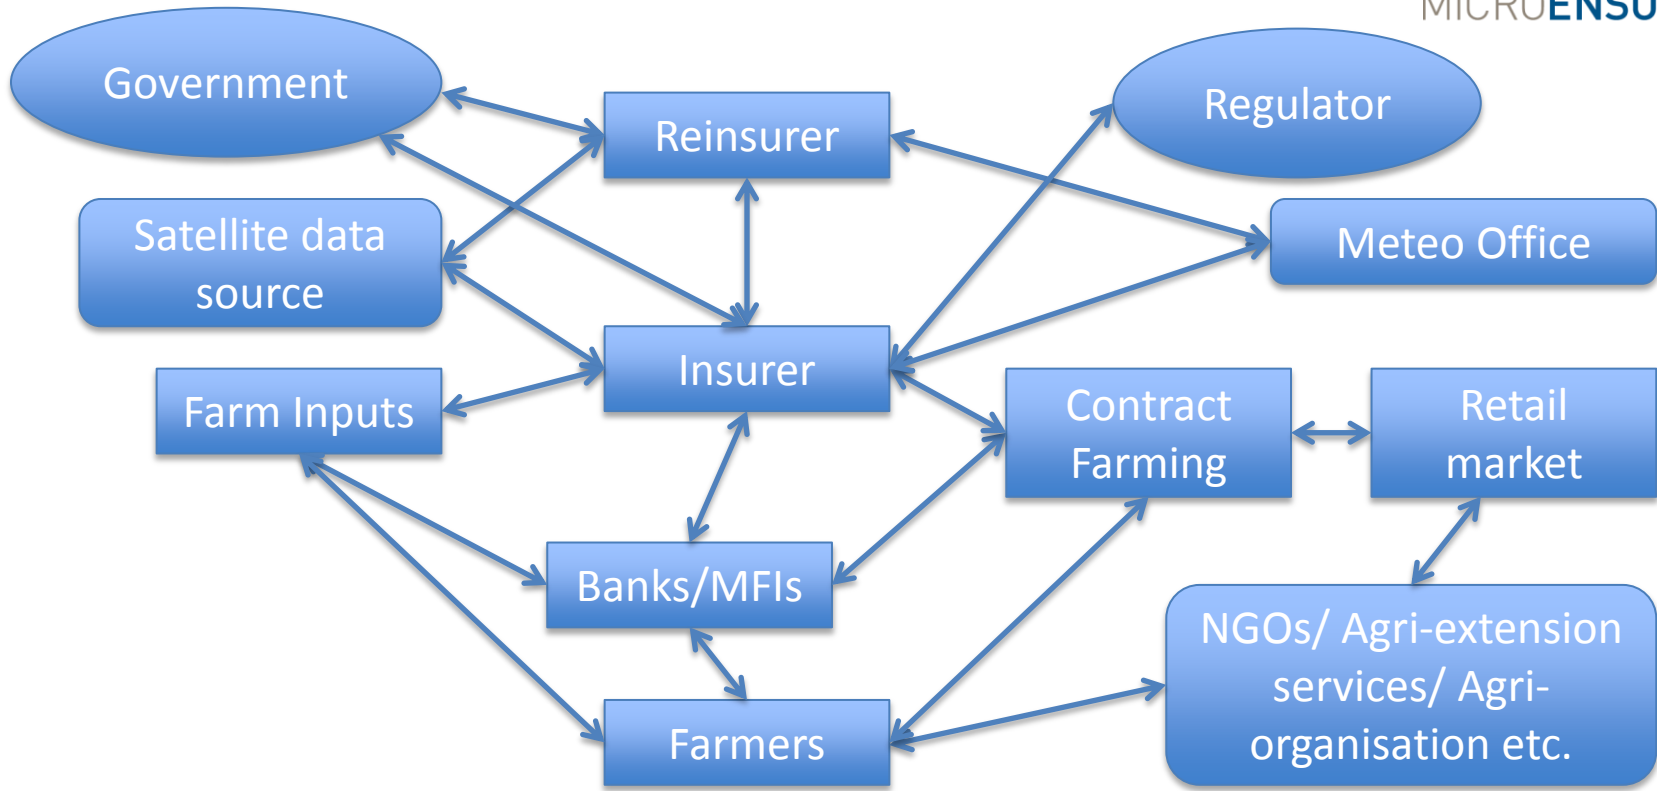 MICROENSU
Government
Reinsurer
Regulator
Satellite data
source
Meteo Office
Insurer
Farm Inputs
Contract
Farming
Retail
market
Banks/MFIs
NGOs/ Agri-extension
services/ Agri-
organisation etc.
Farmers